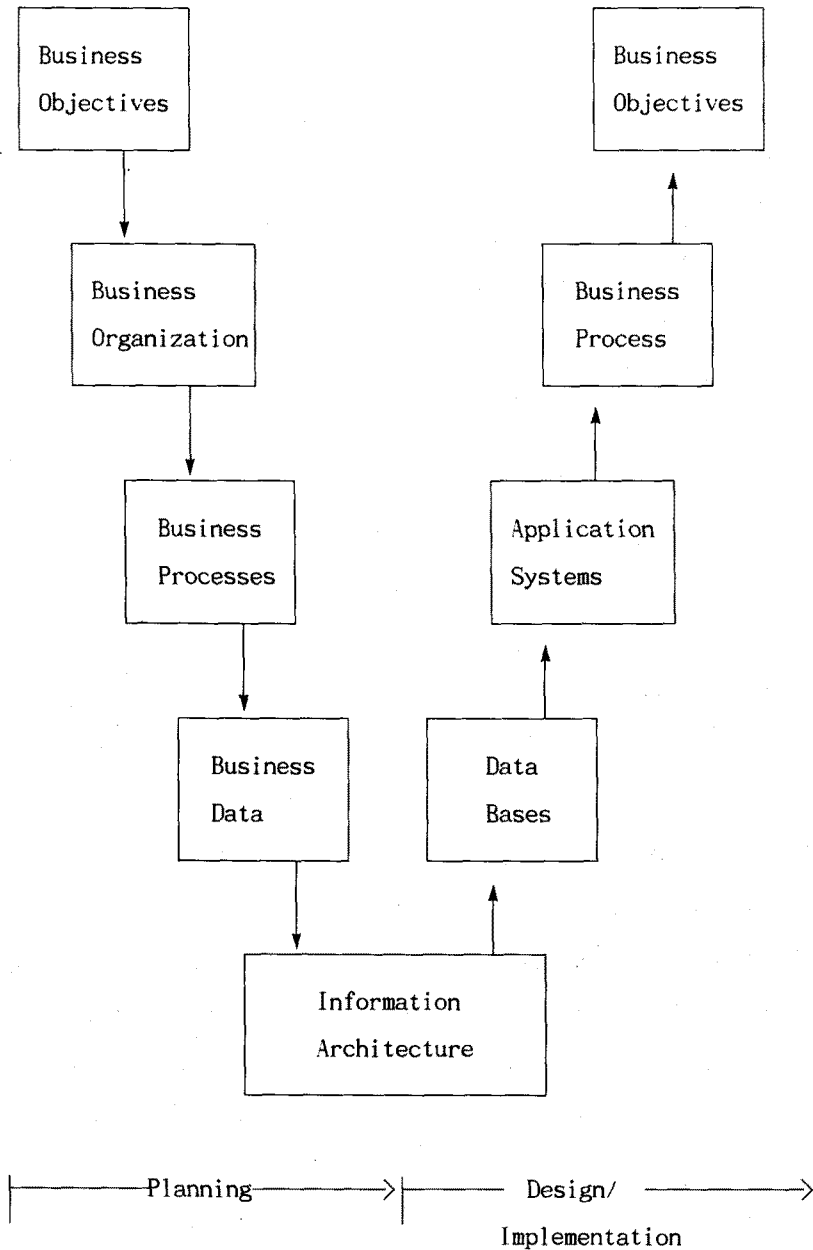 Business
Objectives
Business
Organization
Business
Processes
Business
Data
Information
Architecture
Data
Bases
Application
Systems
Business
Process
Business
Objectives
Planning
Design/
Implementation